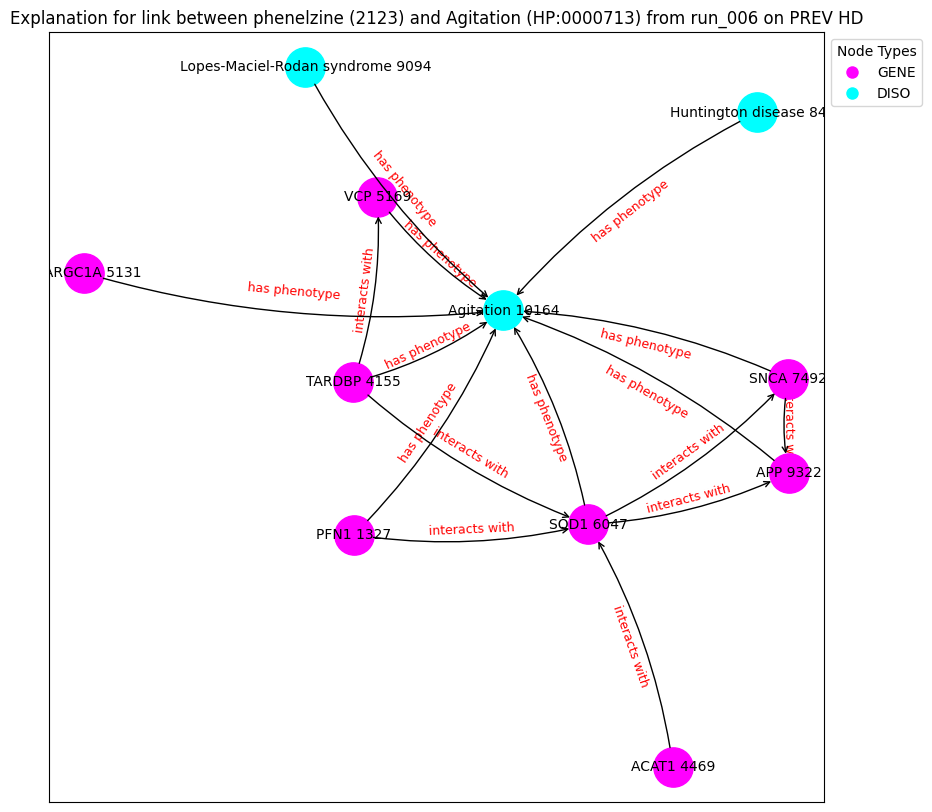 Explanation for link between phenelzine (2123) and Agitation (HP:0000713) from run_006 on PREV HD
Node Types
GENE
DISO
Lopes-Maciel-Rodan syndrome 9094
Huntington disease 84
has phenotype
VCP 5169
has phenotype
has phenotype
ARGC1A 5131
has phenotype
interacts with
Agitation 10164
has phenotype
has phenotype
TARDBP 4155
SNCA 7492
has phenotype
has phenotype
has phenotype
interacts with
interacts with
interacts with
APP 9322
interacts with
SOD1 6047
PFN1 1327
interacts with
interacts with
ACAT1 4469